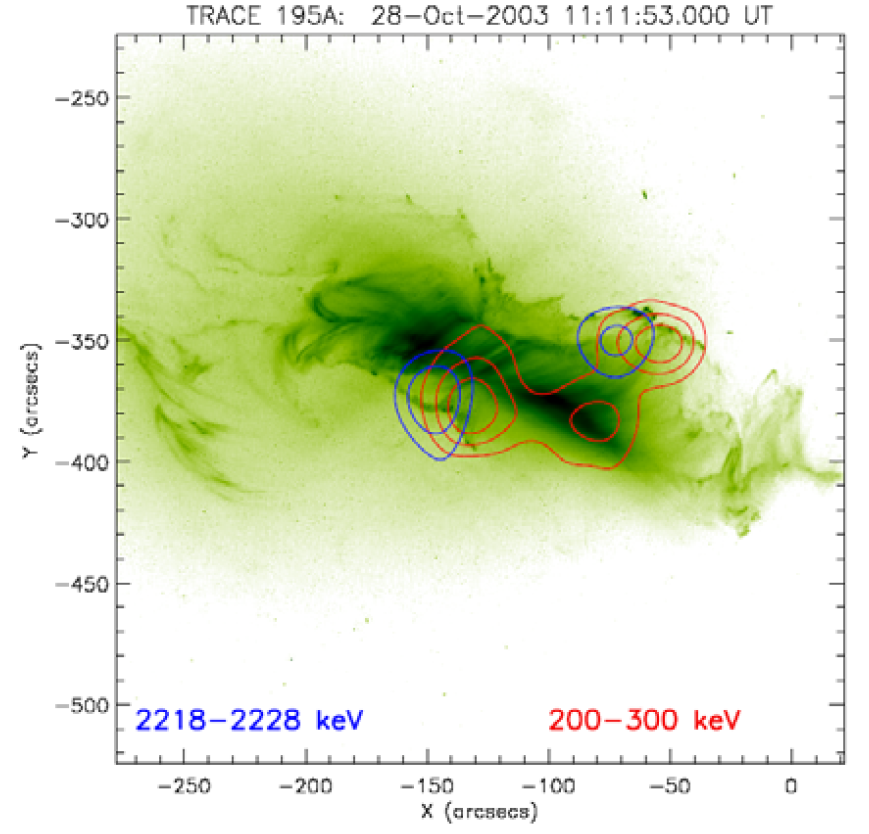 TRACE 195A:  28-Oct-2003 11:11:53.000 UT
-250
-300
-350
-400
-450
-500
Y (arcsecs)
2218-2228 keV
200-300 keV
-250 -200 -150 -100 -50 0
X (arcsecs)